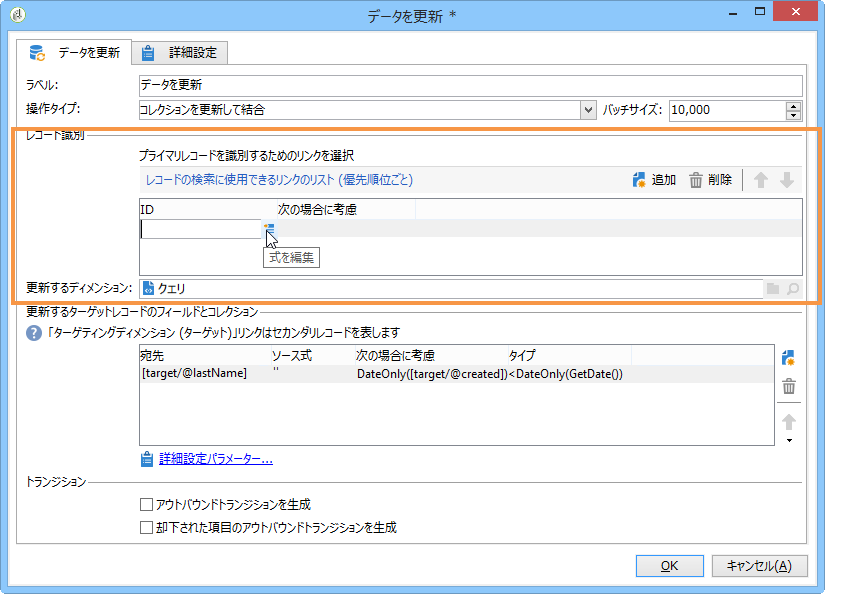 データを更新 *
データを更新 詳細設定
ラベル: データを更新
操作タイプ: コレクションを更新して結合 バッチサイズ: 10,000
レコード識別
プライマリレコードを識別するためのリンクを選択
レコードの検索に使用できるリンクのリスト (優先順位ごと) 追加 削除
ID 次の場合に考慮
式を編集
更新するディメンション: クエリ
更新するターゲットレコードのフィールドとコレクション
?「ターゲティングディメンション (ターゲット)」リンクはセカンダリレコードを表します
宛先 ソース式 次の場合に考慮 タイプ
[target/@lastName] '' DateOnly([target/@created])<DateOnly(GetDate())
詳細設定パラメーター...
トランジション
アウトバウンドトランジションを生成
却下された項目のアウトバウンドトランジションを生成
OK キャンセル(A)